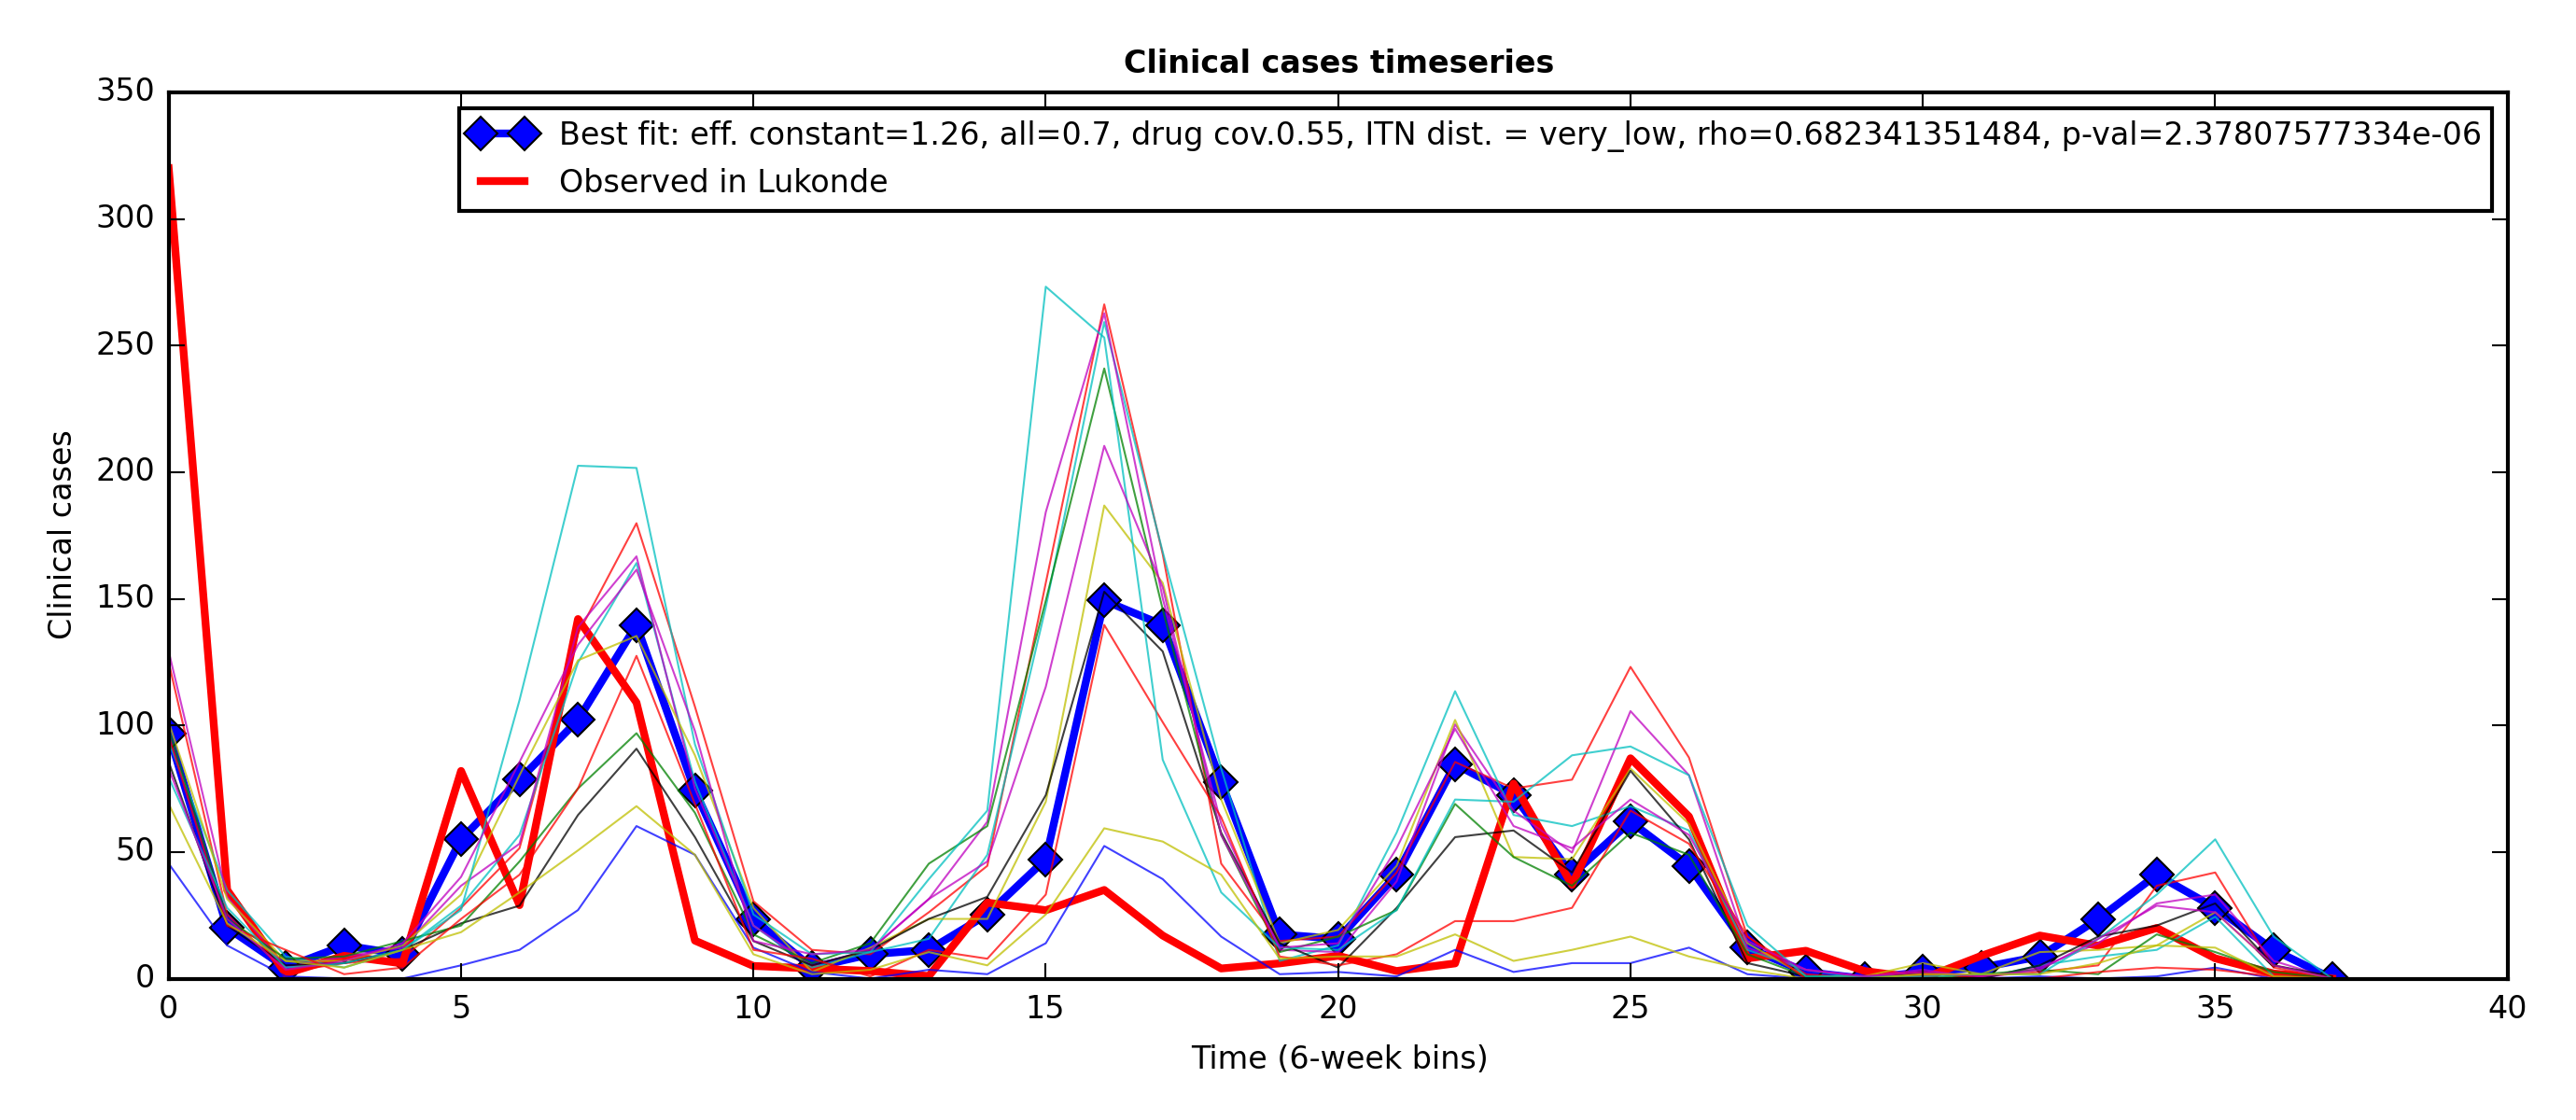 Clinical cases timeseries
350
300
250
200
150
100
50
0
Clinical cases
Best fit: eff. constant=1.26, all=0.7, drug cov.0.55, ITN dist. = very_low, rho=0.682341351484, p-val=2.37807577334e-06
Observed in Lukonde
0 5 10 15 20 25 30 35 40
Time (6-week bins)